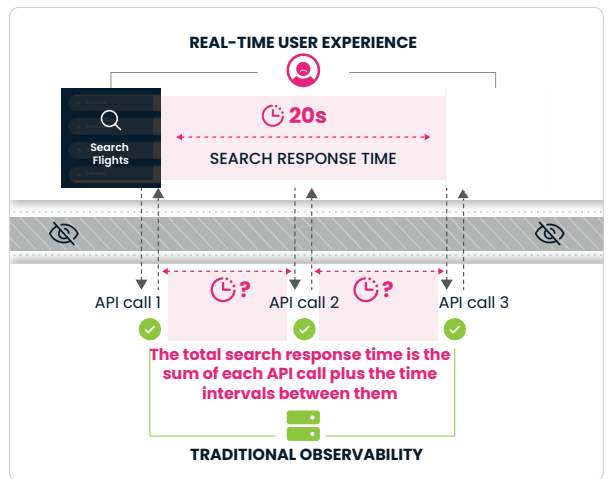 REAL-TIME USER EXPERIENCE
20s
Search
Flights
SEARCH RESPONSE TIME
?
?
API call 1
API call 2
API call 3
The total search response time is the
sum of each API call plus the time
intervals between them
TRADITIONAL OBSERVABILITY